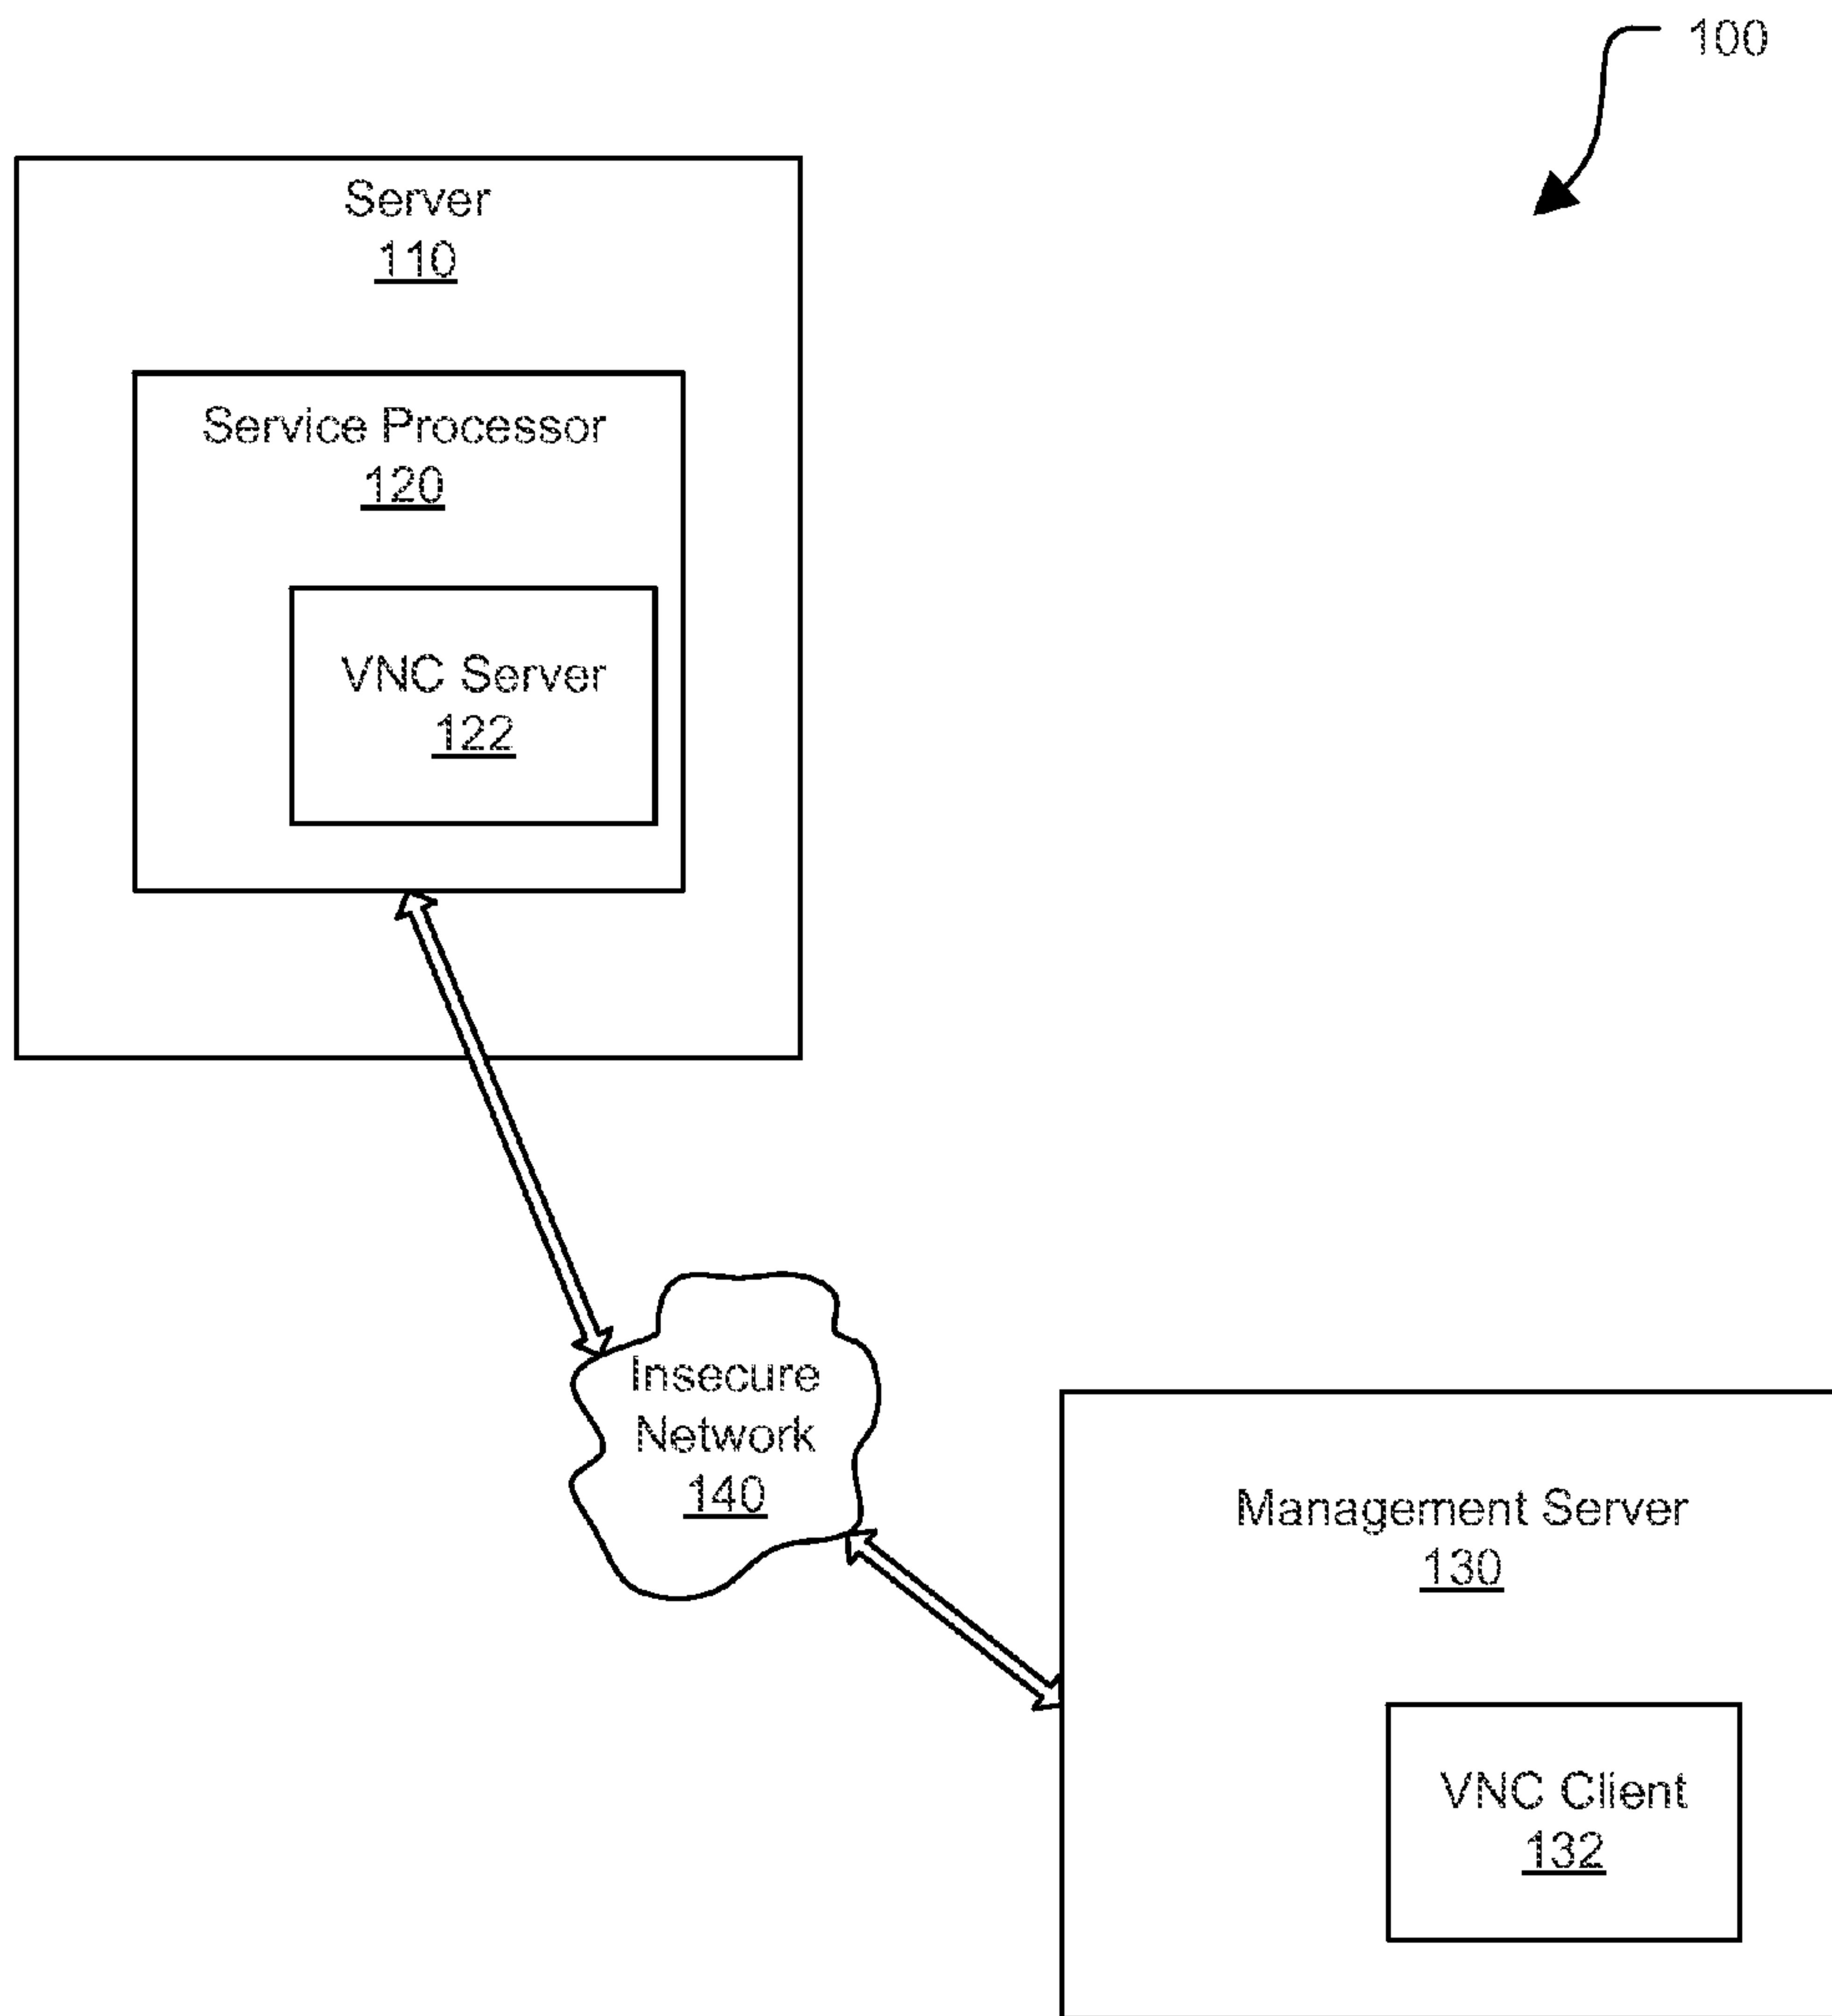 100
Server
110
Service Processor
120
VNC Server
122
Insecure
Network
140
Management Server
130
VNC Client
132